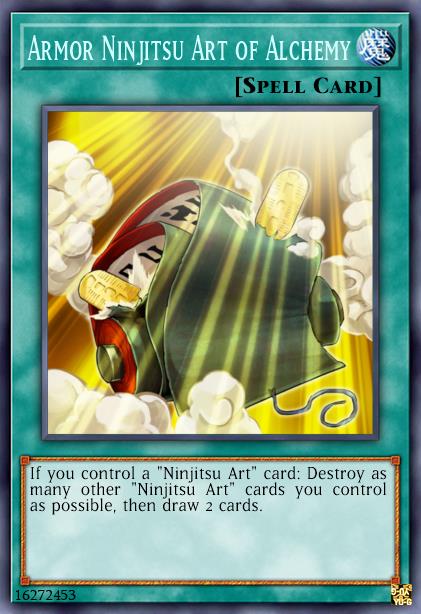 Armor Ninjitsu Art of Alchemy
魔
[Spell Card]
If you control a "Ninjitsu Art" card: Destroy as
many other "Ninjitsu Art" cards you control
as possible, then draw 2 cards.
16272453